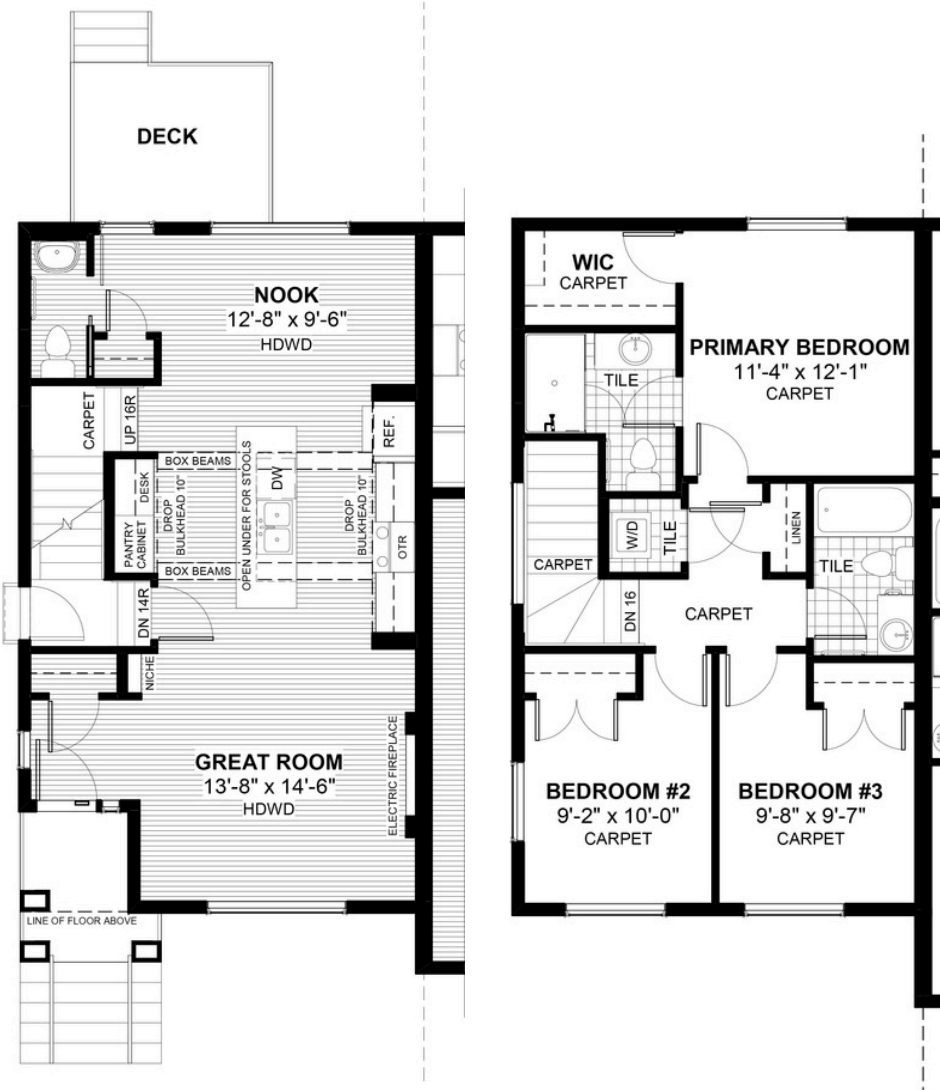 DECK
NOOK
12'-8" x 9'-6"
HDWD
CARPET
UP 16R
REF.
BOX BEAMS
DESK
PANTRY
CABINET
DROP
BULKHEAD 10"
OPEN UNDER FOR STOOLS
DW
DROP
BULKHEAD 10"
OTR
BOX BEAMS
DN 14R
NICHE
GREAT ROOM
13'-8" x 14'-6"
HDWD
ELECTRIC FIREPLACE
LINE OF FLOOR ABOVE
WIC
CARPET
PRIMARY BEDROOM
11'-4" x 12'-1"
CARPET
TILE
W/D
TILE
LINEN
TILE
CARPET
DN 16
CARPET
BEDROOM #2
9'-2" x 10'-0"
CARPET
BEDROOM #3
9'-8" x 9'-7"
CARPET